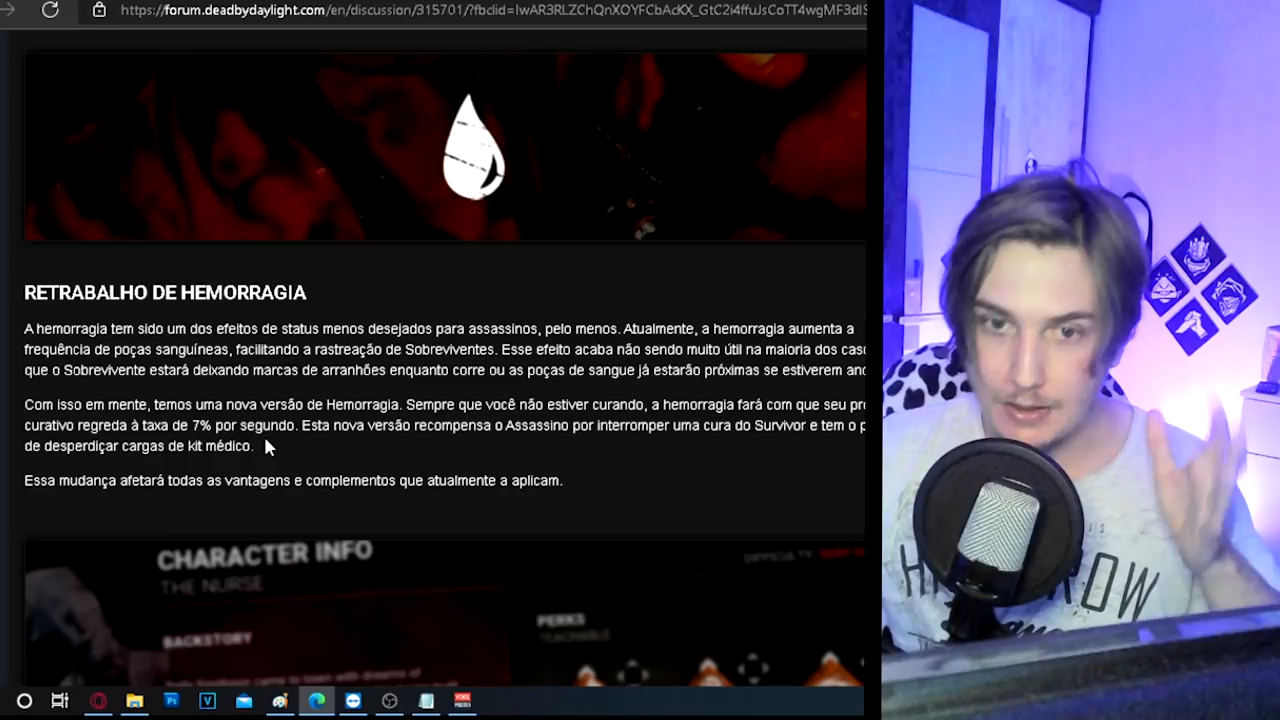 https://forum.deadbydaylight.com/en/discussion/315701/?fbclid=IwAR3RLZChQnXOYFCbAcKX_GtC2i4ffuJsCoTT4wgMF3dlS
RETRABALHO DE HEMORRAGIA
A hemorragia tem sido um dos efeitos de status menos desejados para assassinos, pelo menos. Atualmente, a hemorragia aumenta a
frequência de poças sanguíneas, facilitando a rastreação de Sobreviventes. Esse efeito acaba não sendo muito útil na maioria dos
que o Sobrevivente estará deixando marcas de arranhões enquanto corre ou as poças de sangue já estarão próximas se estiverem
Com isso em mente, temos uma nova versão de Hemorragia. Sempre que você não estiver curando, a hemorragia fará com que seu
curativo regreda à taxa de 7% por segundo. Esta nova versão recompensa o Assassino por interromper uma cura do Survivor e tem o
de desperdiçar cargas de kit médico.
Essa mudança afetará todas as vantagens e complementos que atualmente a aplicam.
CHARACTER INFO
THE NURSE
DIFFICULTY:
BACKSTORY
PERKS
TEACHABLE